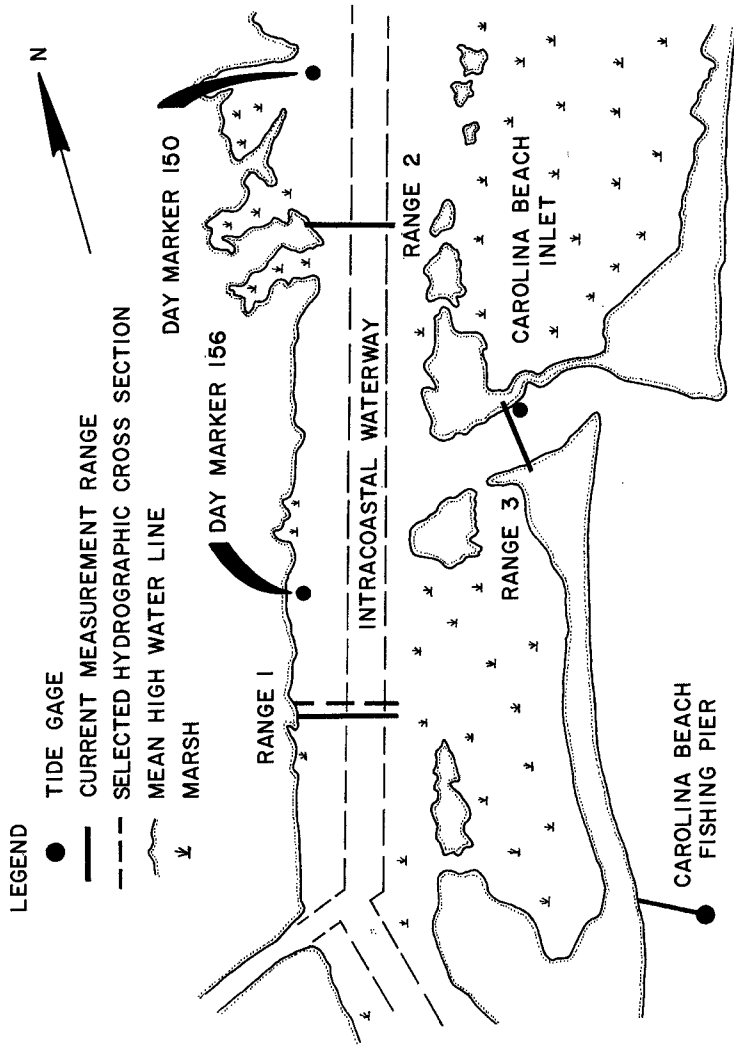 LEGEND
TIDE GAGE
CURRENT MEASUREMENT RANGE
SELECTED HYDROGRAPHIC CROSS SECTION
MEAN HIGH WATER LINE
MARSH
N
DAY MARKER 150
DAY MARKER 156
RANGE 1
RANGE 2
INTRACOASTAL WATERWAY
CAROLINA BEACH
INLET
RANGE 3
CAROLINA BEACH
FISHING PIER